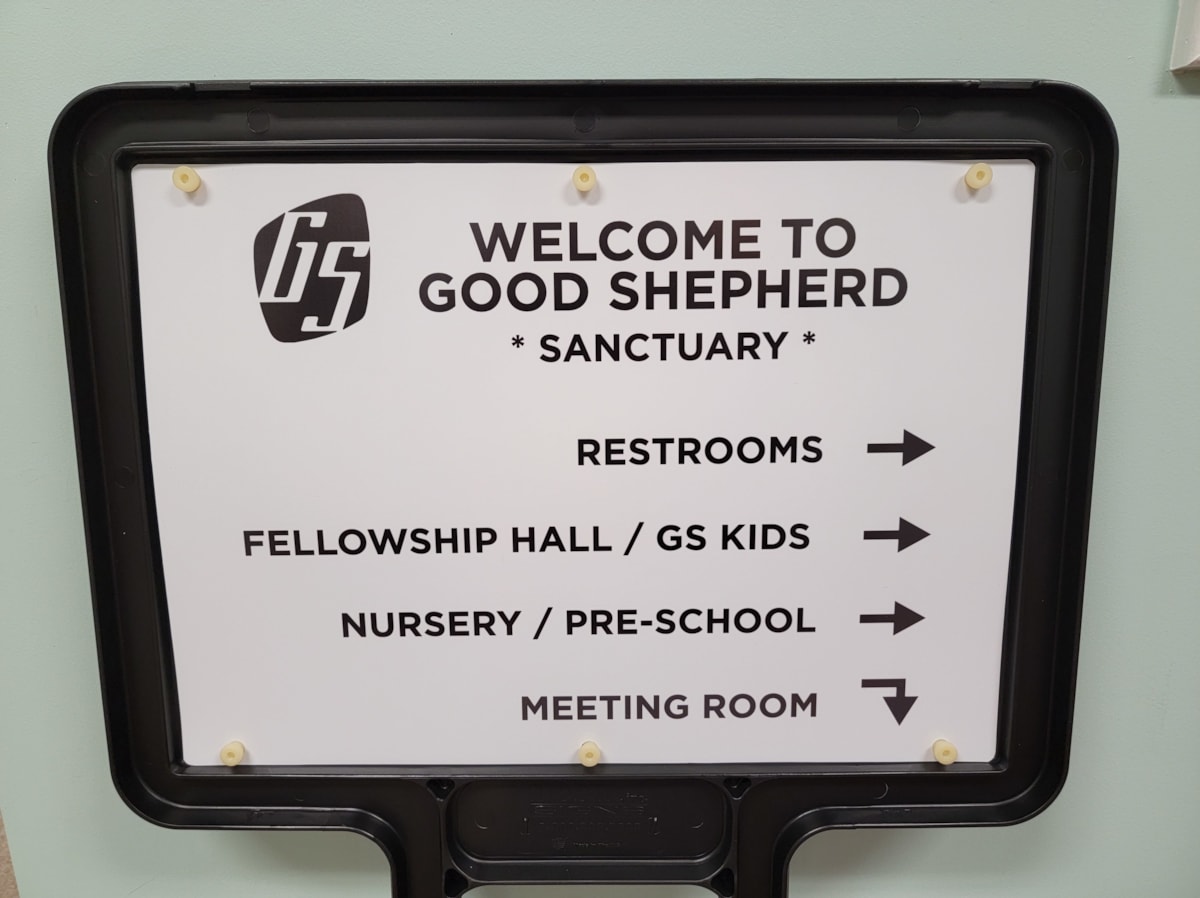 GS
WELCOME TO
GOOD SHEPHERD
* SANCTUARY *
RESTROOMS
FELLOWSHIP HALL / GS KIDS
NURSERY / PRE-SCHOOL
MEETING ROOM